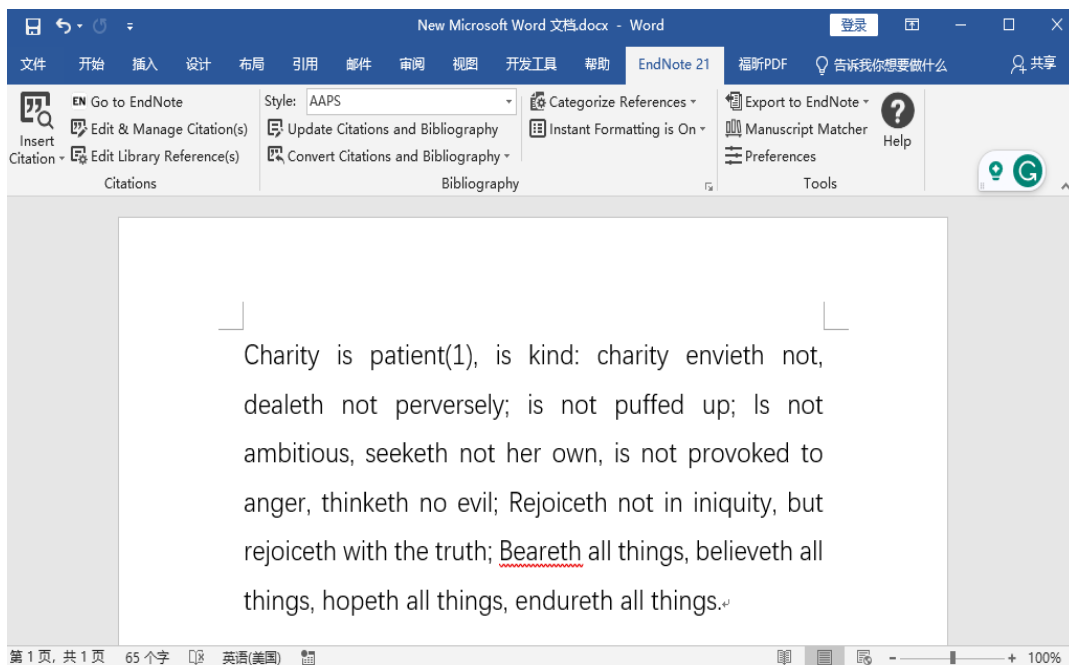 New Microsoft Word 文档.docx - Word 登录
文件 开始 插入 设计 布局 引用 邮件 审阅 视图 开发工具 帮助 EndNote 21 福昕PDF 告诉我你想要做什么 共享
Insert Citation
EN Go to EndNote
Edit & Manage Citation(s)
Edit Library Reference(s)
Citations
Style: AAPS
Update Citations and Bibliography
Convert Citations and Bibliography
Categorize References
Instant Formatting is On
Bibliography
Export to EndNote
Manuscript Matcher
Preferences
Help
Tools
Charity is patient(1), is kind: charity envieth not,
dealeth not perversely; is not puffed up; Is not
ambitious, seeketh not her own, is not provoked to
anger, thinketh no evil; Rejoiceth not in iniquity, but
rejoiceth with the truth; Beareth all things, believeth all
things, hopeth all things, endureth all things.
第1页, 共1页 65个字 英语(美国) - + 100%